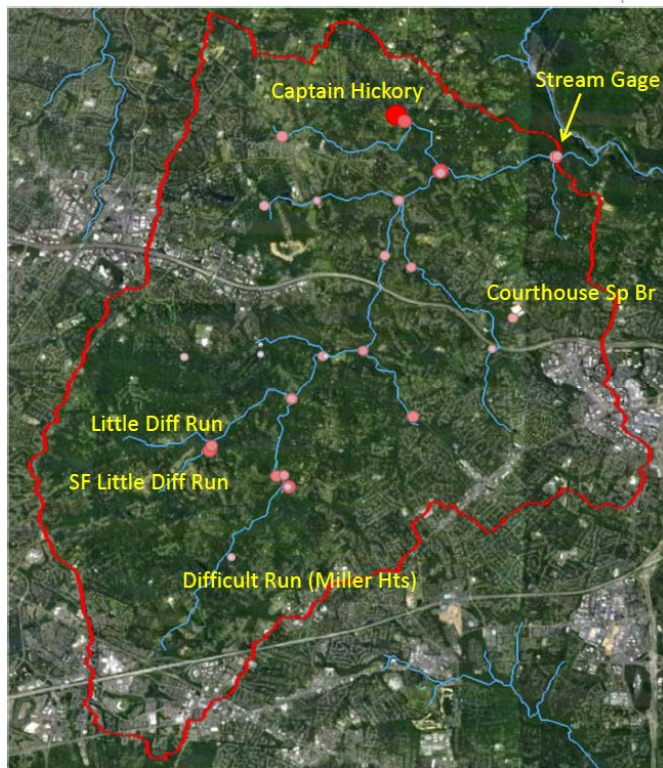 Stream Gage
Captain Hickory
Courthouse Sp Br
Little Diff Run
SF Little Diff Run
Difficult Run (Miller Hts)